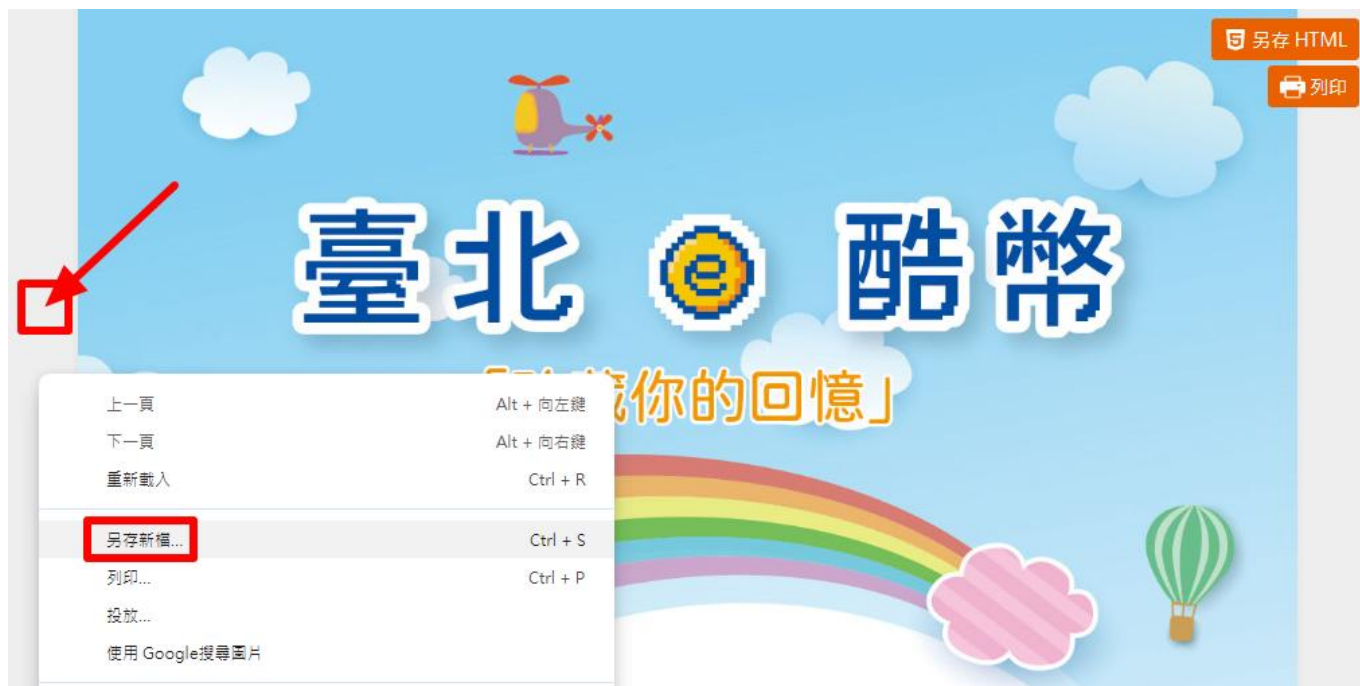 另存 HTML
列印
臺北 e 酷幣
你的回憶」
上一頁 Alt + 向左鍵
下一頁 Alt + 向右鍵
重新載入 Ctrl + R
另存新檔... Ctrl + S
列印... Ctrl + P
投放...
使用 Google搜尋圖片